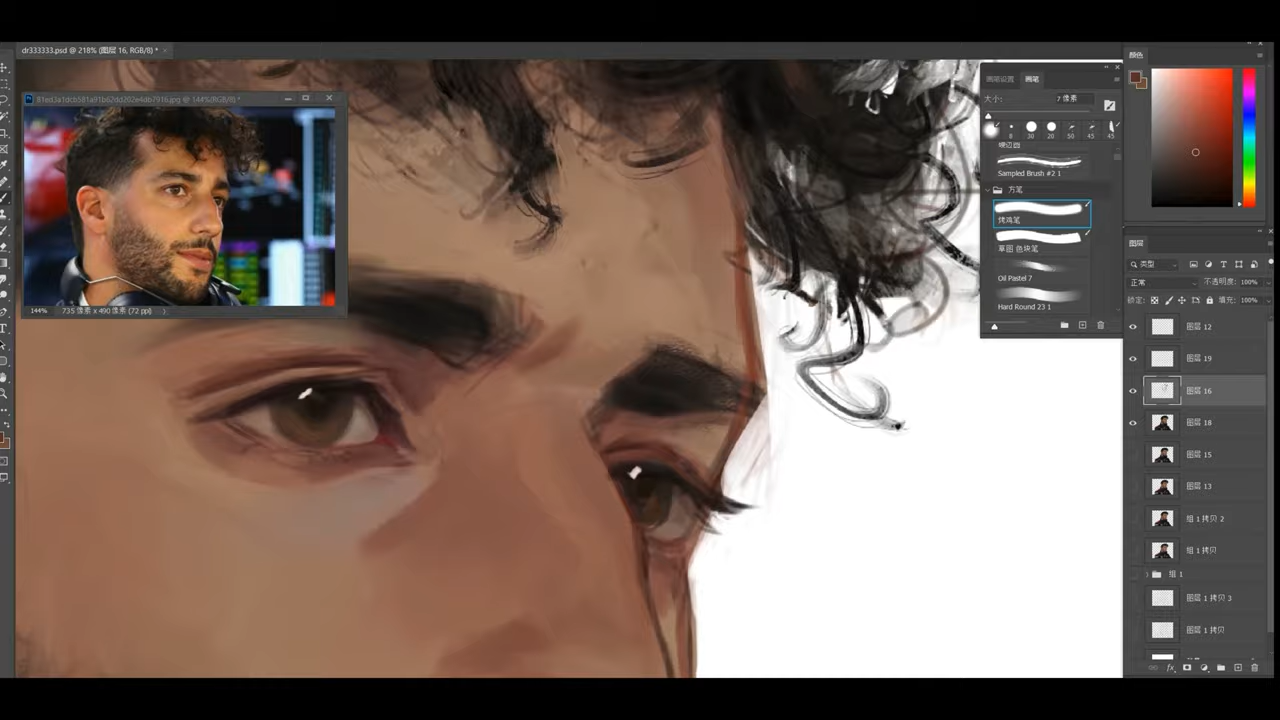 dr333333.psd @ 218% (图层 16, RGB/8) *
81ed3a1dcb581a91b62dd202e4db7916.jpg @ 144%(RGB/8) *
144%
735 像素 x 490 像素 (72 ppi)
画笔设置
画笔
大小:
7 像素
8
30
20
50
45
45
硬边圆
Sampled Brush #2 1
方笔
烤鸡笔
草图 色块笔
Oil Pastel 7
Hard Round 23 1
颜色
图层
类型
正常
不透明度: 100%
锁定:
填充: 100%
图层 12
图层 19
图层 16
图层 18
图层 15
图层 13
组 1 拷贝 2
组 1 拷贝
组 1
图层 1 拷贝 3
图层 1 拷贝
fx